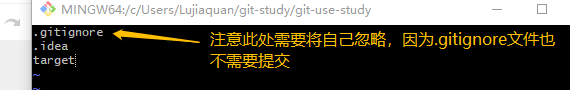 MINGW64:/c/Users/Lujiaquan/git-study/git-use-study
.gitignore
.idea
target
~
~
注意此处需要将自己忽略，因为.gitignore文件也
不需要提交